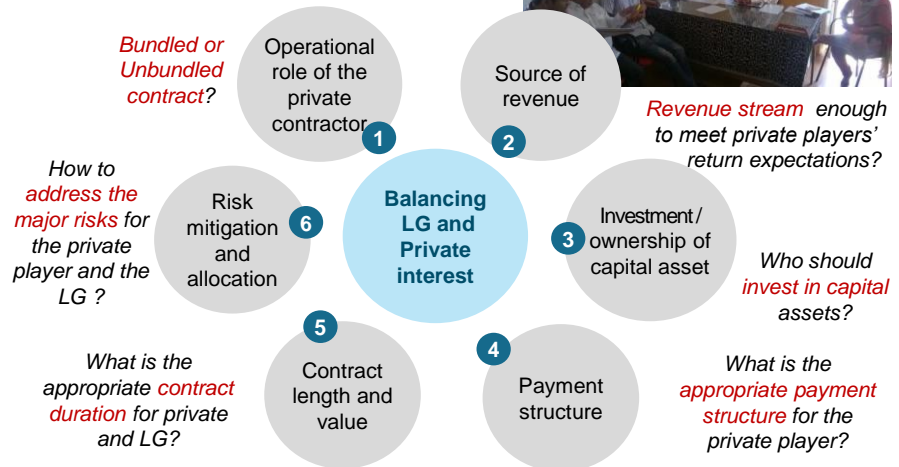 Bundled or
Unbundled
contract?
Operational
role of the
private
contractor
1
Source of
revenue
2
Revenue stream enough
to meet private players'
return expectations?
Balancing
LG and
Private
interest
Investment /
ownership of
capital asset
3
Who should
invest in capital
assets?
Payment
structure
4
What is the
appropriate payment
structure for the
private player?
Contract
length and
value
5
What is the
appropriate contract
duration for private
and LG?
Risk
mitigation
and
allocation
6
How to
address the
major risks for
the private
player and the
LG ?